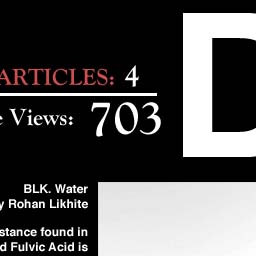 ARTICLES: 4
Views: 703
D
BLK. Water
y Rohan Likhite
stance found in
d Fulvic Acid is